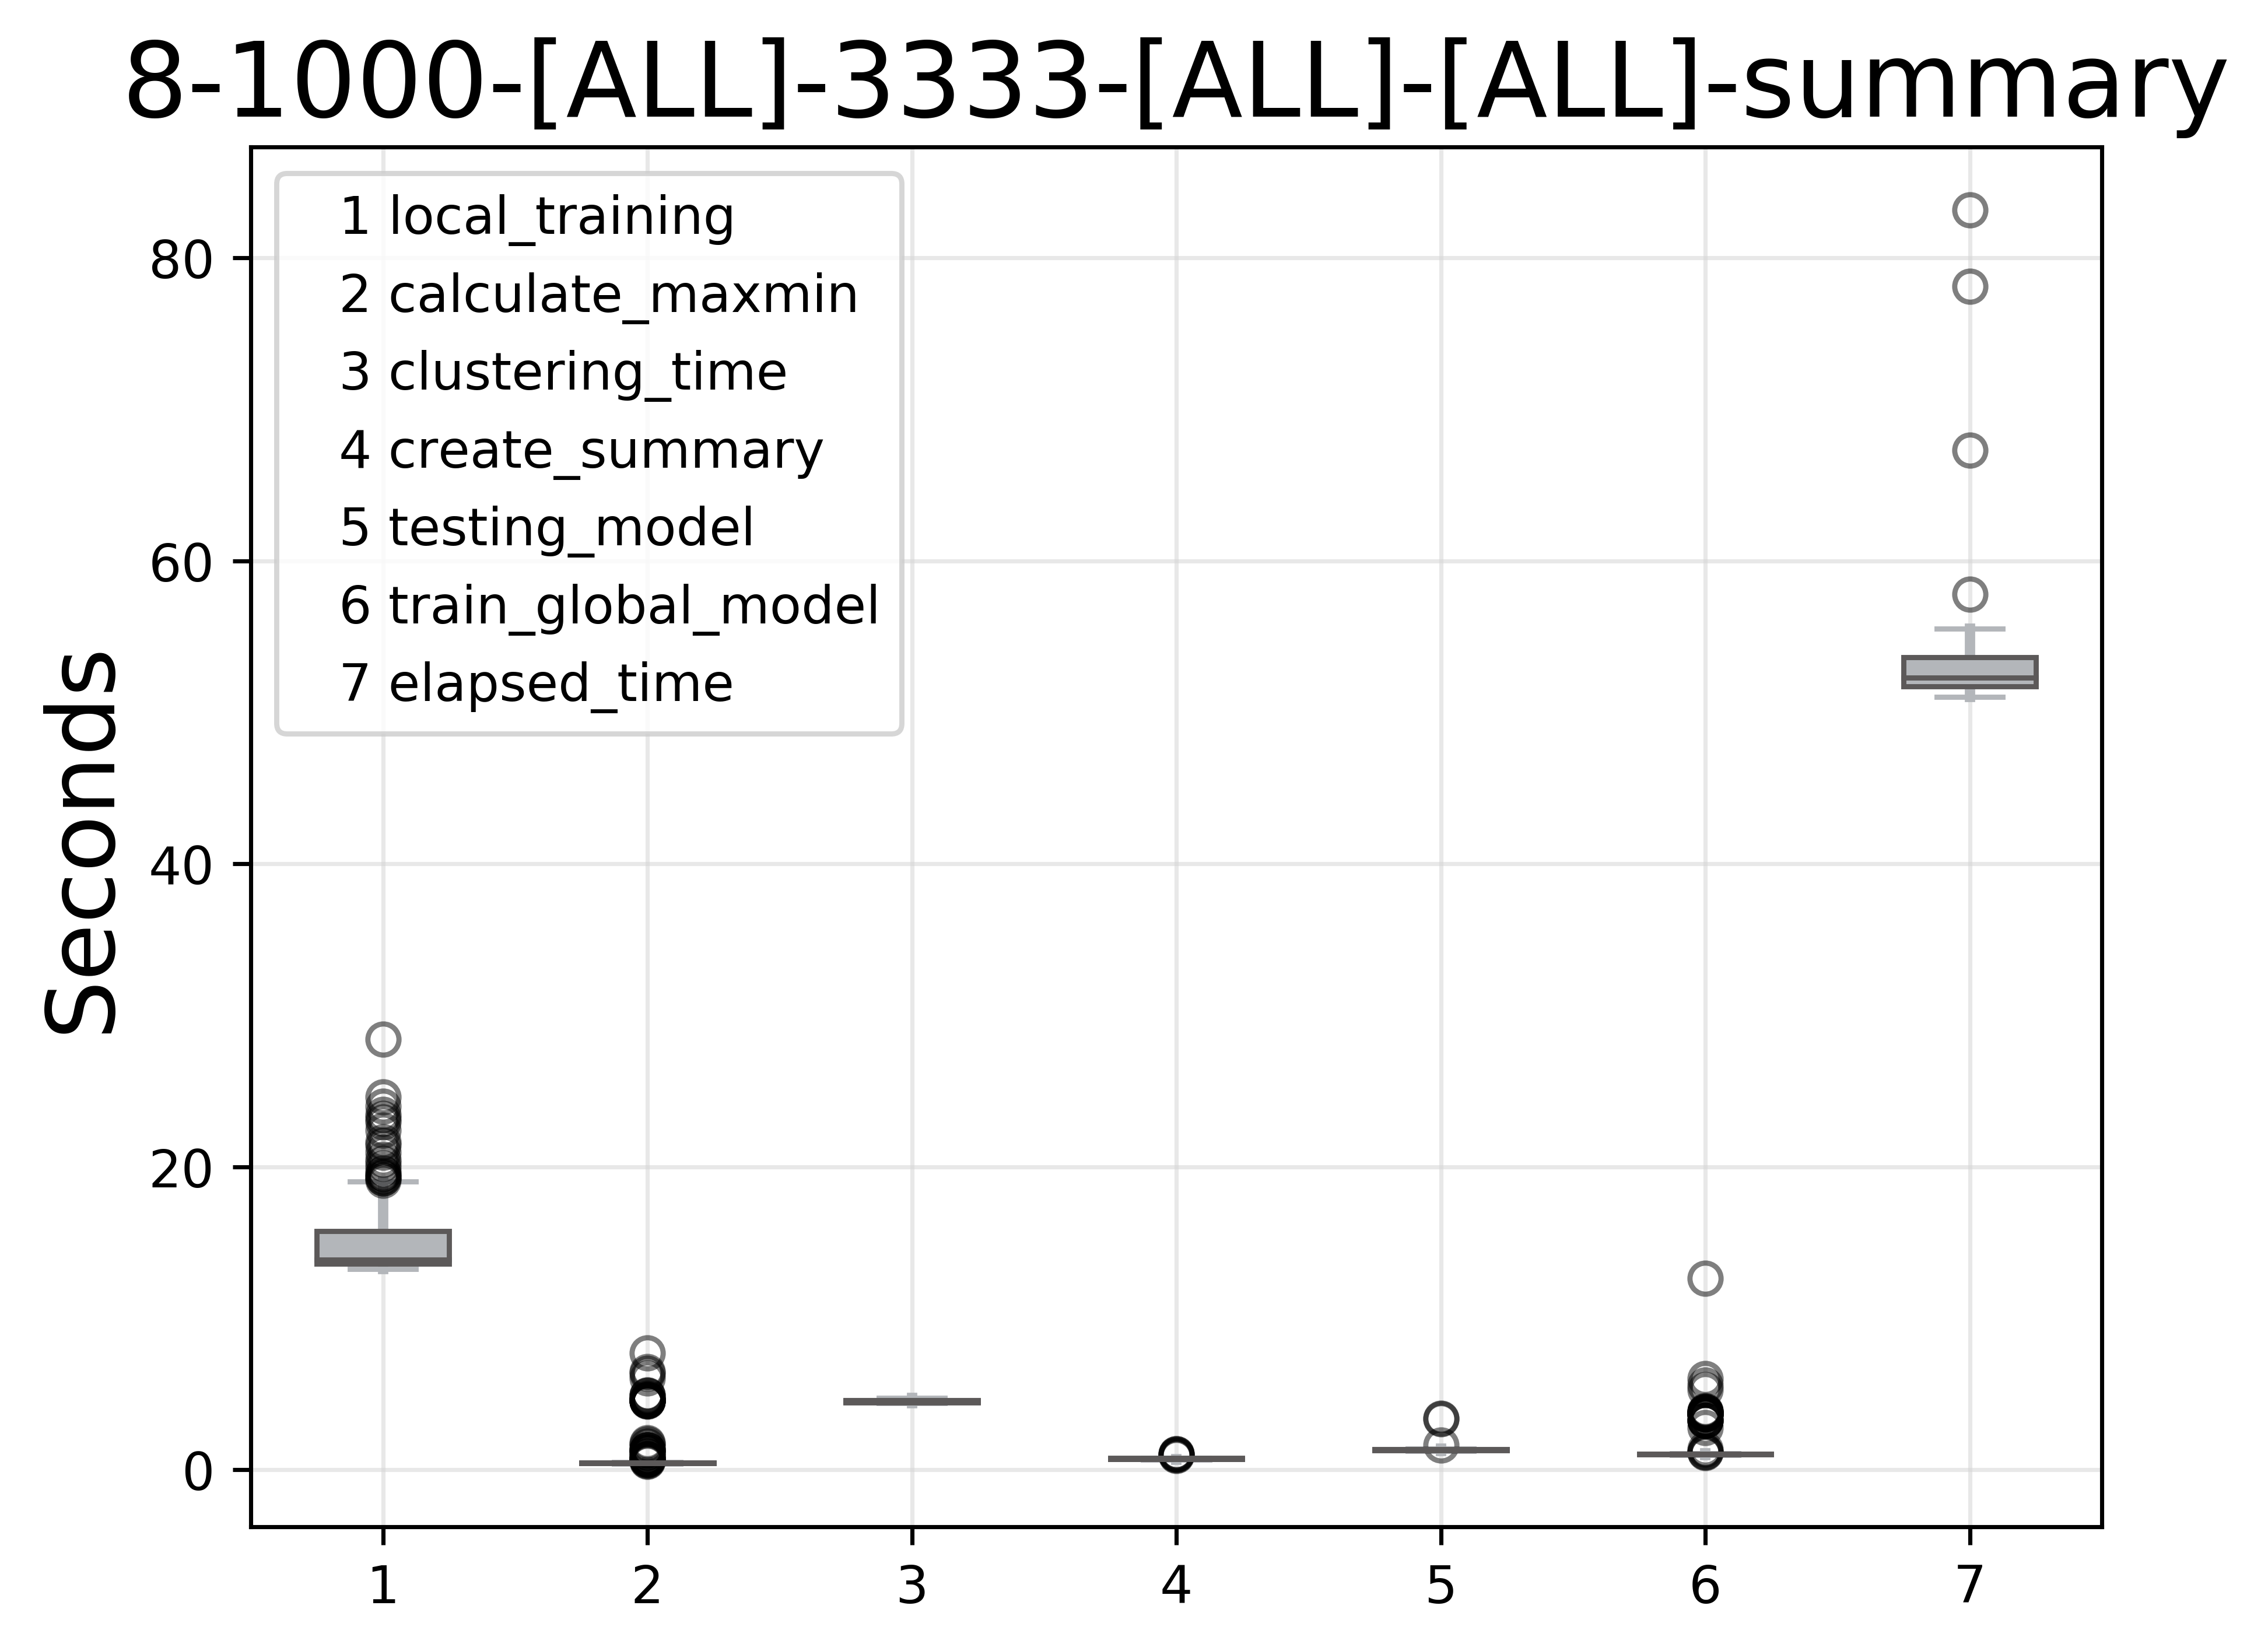 8-1000-[ALL]-3333-[ALL]-[ALL]-summary
1 local_training
2 calculate_maxmin
3 clustering_time
4 create_summary
5 testing_model
6 train_global_model
7 elapsed_time
Seconds
80
60
40
20
0
1 2 3 4 5 6 7